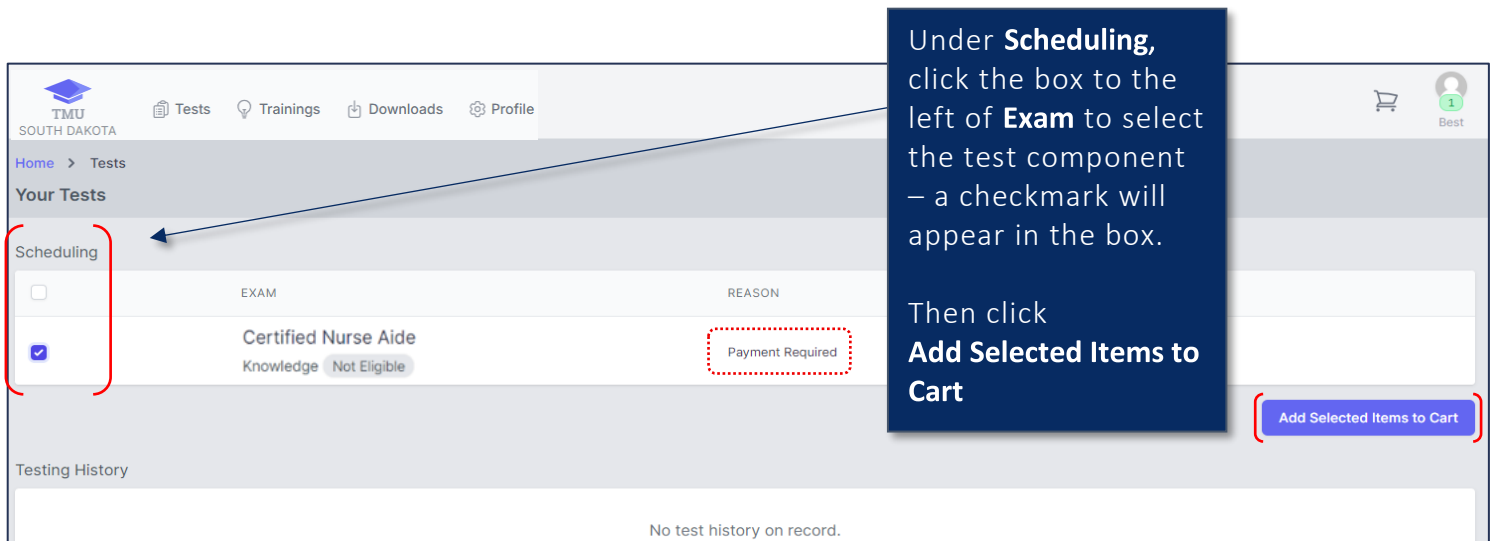 Under Scheduling,
click the box to the
left of Exam to select
the test component
– a checkmark will
appear in the box.
Then click
Add Selected Items to
Cart
TMU
SOUTH DAKOTA
Tests
Trainings
Downloads
Profile
1
Best
Home > Tests
Your Tests
Scheduling
EXAM
REASON
Certified Nurse Aide
Knowledge Not Eligible
Payment Required
Add Selected Items to Cart
Testing History
No test history on record.